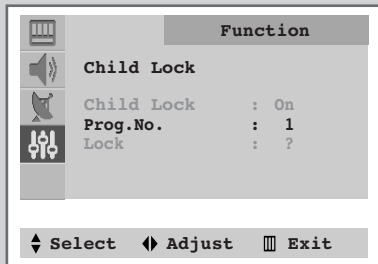 Function
Child Lock
Child Lock : On
Prog.No. : 1
Lock : ?
Select Adjust Exit